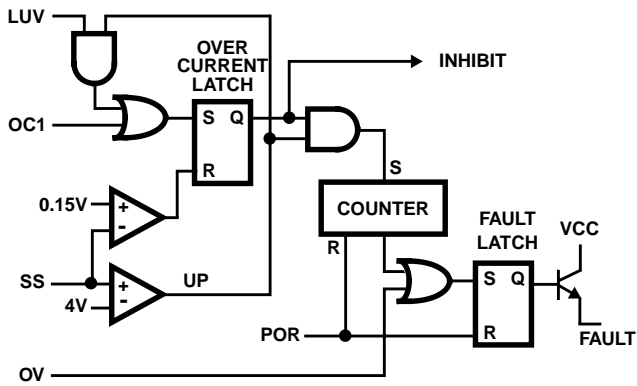 LUV
OVER
CURRENT
LATCH
INHIBIT
OC1
S Q
R
0.15V
+
-
S
COUNTER
R
FAULT
LATCH
VCC
SS
+
-
4V
UP
S Q
R
POR
FAULT
OV